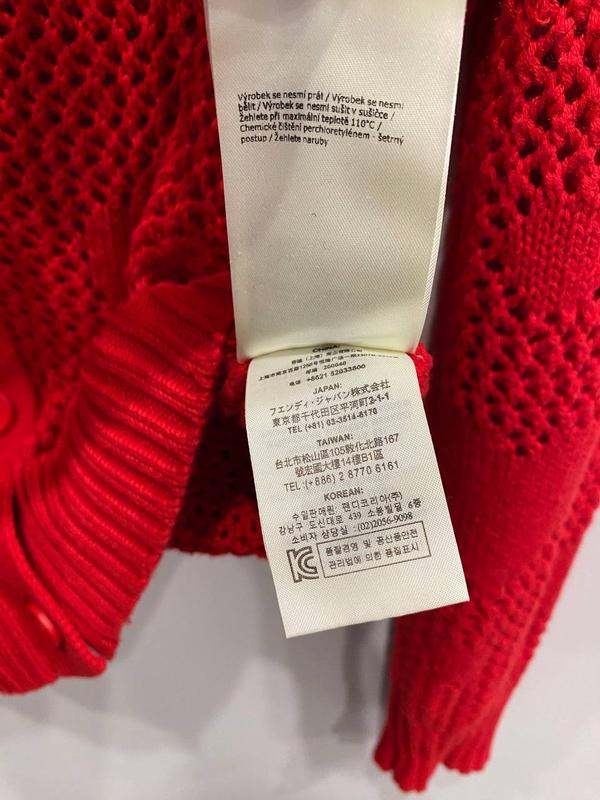 Výrobek se nesmí prát / Výrobek se nesmí
bělit / Výrobek se nesmí sušit v sušičce /
Žehlete při maximální teplotě 110°C /
Chemické čištění perchloretylénem - šetrný
postup / Žehlete naruby
CHINA:
电话 +8621 52033800
JAPAN:
フエンディ・ジャパン株式会社
東京都千代田区平河町2-1-1
TEL (+81) 03-3514-6170
TAIWAN:
台北市松山區105敦化北路167
號宏國大樓14樓B1區
TEL :(+886) 2 8770 6161
KOREAN:
수입판매원: 펜디코리아(주)
강남구 도산대로 439 소봉빌딩 6층
소비자 상담실 :(02)2056-9098
품질경영 및 공산품안전
관리법에 의한 품질표시